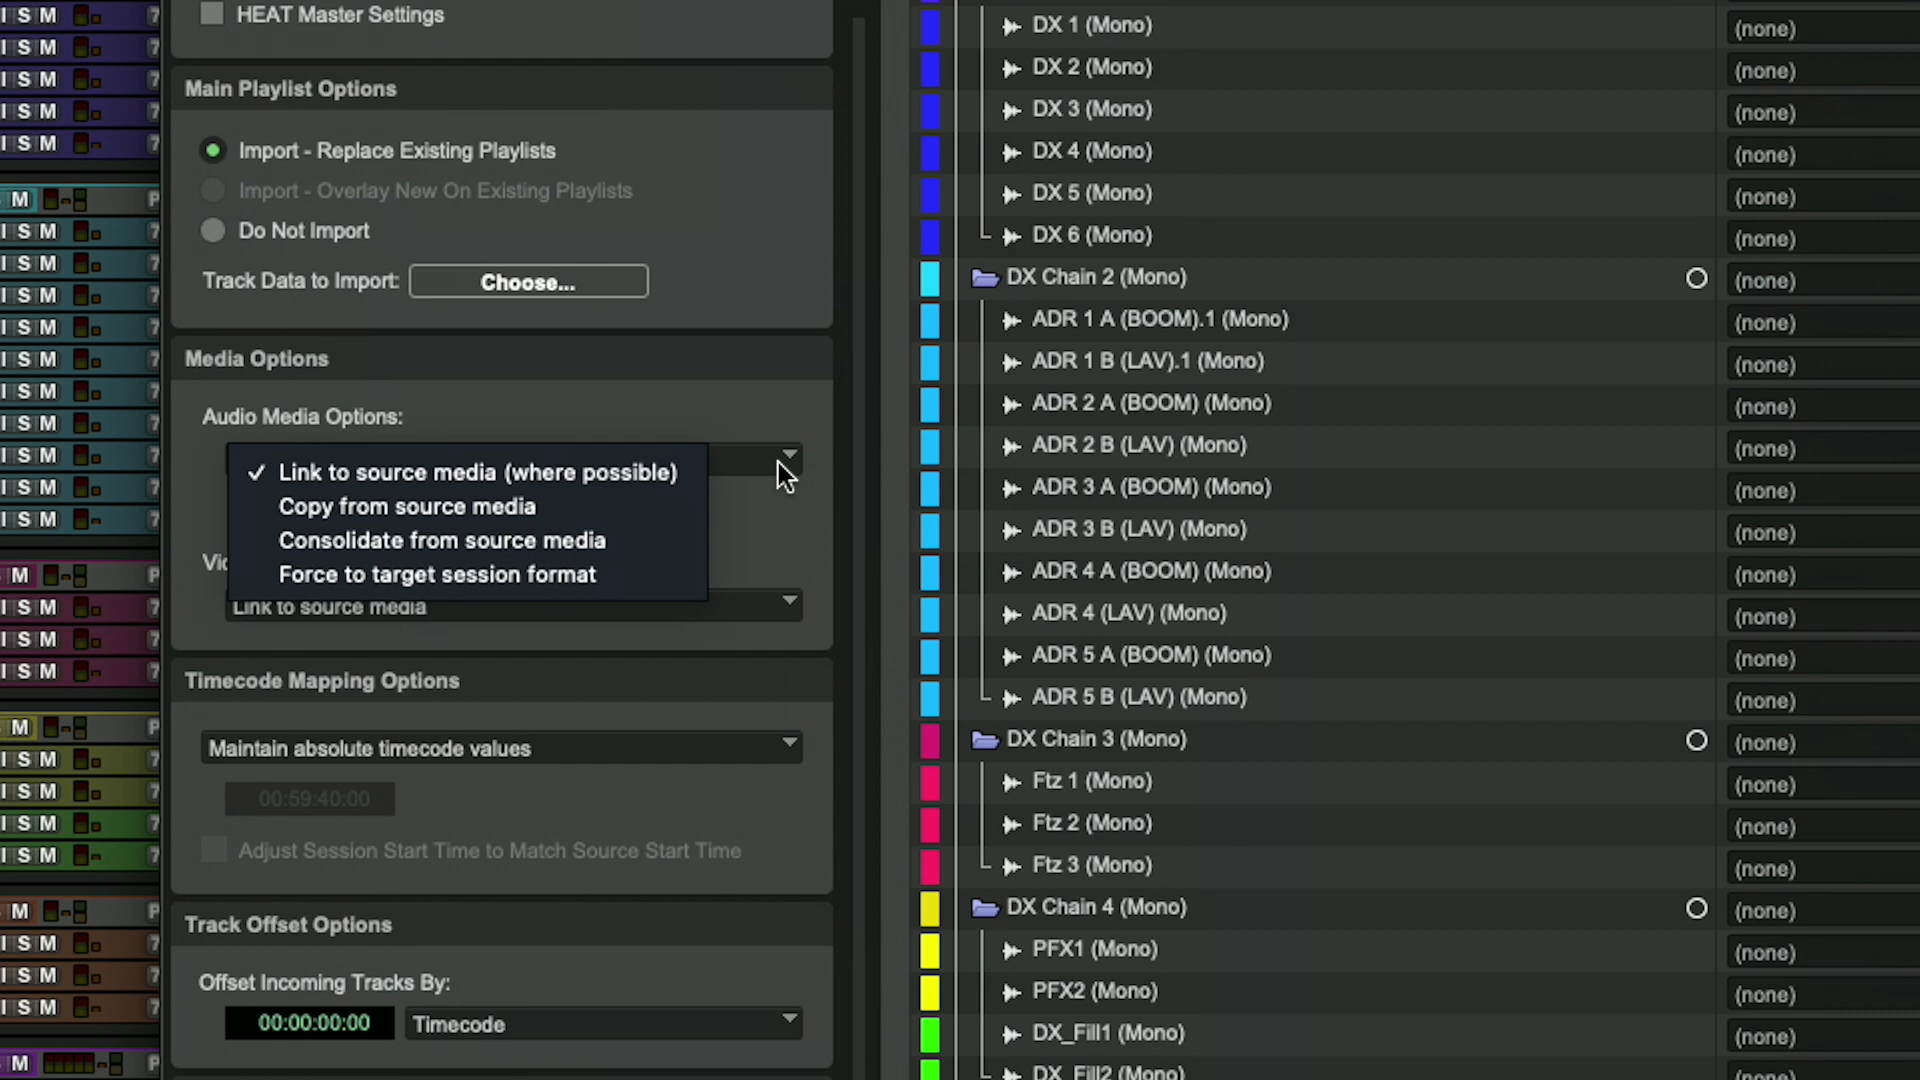 HEAT Master Settings
Main Playlist Options
Import - Replace Existing Playlists
Import - Overlay New On Existing Playlists
Do Not Import
Track Data to Import: Choose...
Media Options
Audio Media Options:
✓ Link to source media (where possible)
Copy from source media
Consolidate from source media
Force to target session format
Vic
Link to source media
Timecode Mapping Options
Maintain absolute timecode values
00:59:40:00
Adjust Session Start Time to Match Source Start Time
Track Offset Options
Offset Incoming Tracks By:
00:00:00:00 Timecode
DX 1 (Mono) (none)
DX 2 (Mono) (none)
DX 3 (Mono) (none)
DX 4 (Mono) (none)
DX 5 (Mono) (none)
DX 6 (Mono) (none)
DX Chain 2 (Mono) (none)
ADR 1 A (BOOM).1 (Mono) (none)
ADR 1 B (LAV).1 (Mono) (none)
ADR 2 A (BOOM) (Mono) (none)
ADR 2 B (LAV) (Mono) (none)
ADR 3 A (BOOM) (Mono) (none)
ADR 3 B (LAV) (Mono) (none)
ADR 4 A (BOOM) (Mono) (none)
ADR 4 (LAV) (Mono) (none)
ADR 5 A (BOOM) (Mono) (none)
ADR 5 B (LAV) (Mono) (none)
DX Chain 3 (Mono) (none)
Ftz 1 (Mono) (none)
Ftz 2 (Mono) (none)
Ftz 3 (Mono) (none)
DX Chain 4 (Mono) (none)
PFX1 (Mono) (none)
PFX2 (Mono) (none)
DX_Fill1 (Mono) (none)
DX_Fill2 (Mono) (none)